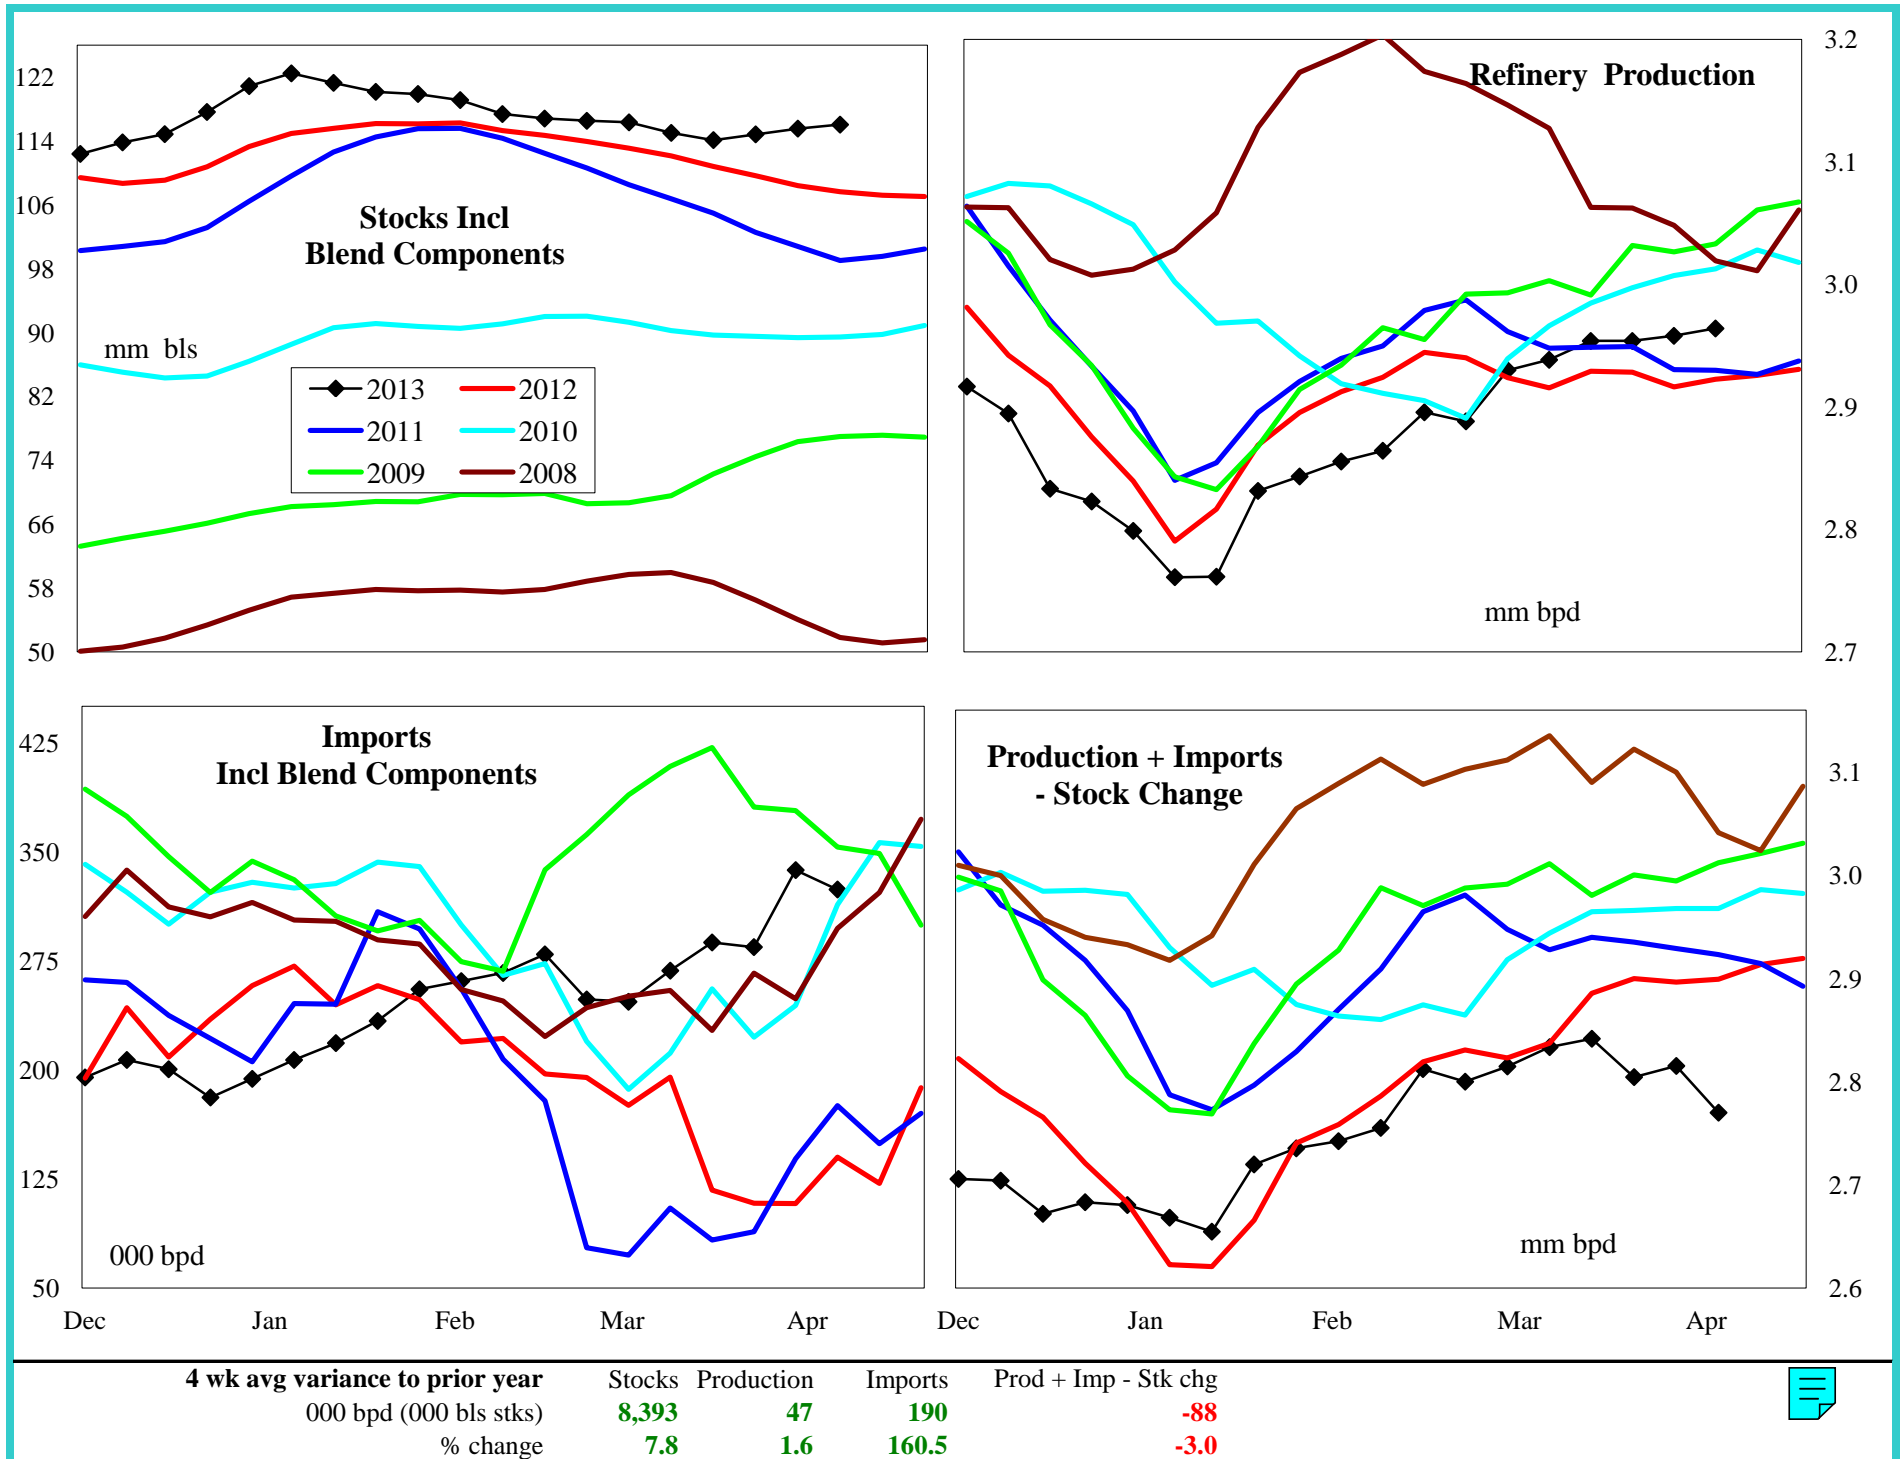 122
114
106
98
90
82
74
66
58
50
Stocks Incl
Blend Components
mm bls
2013
2012
2011
2010
2009
2008
Refinery Production
mm bpd
3.2
3.1
3.0
2.9
2.8
2.7
425
350
275
200
125
50
Imports
Incl Blend Components
000 bpd
Dec Jan Feb Mar Apr
Production + Imports
- Stock Change
mm bpd
3.1
3.0
2.9
2.8
2.7
2.6
Dec Jan Feb Mar Apr
4 wk avg variance to prior year Stocks Production Imports Prod + Imp - Stk chg
000 bpd (000 bls stks) 8,393 47 190 -88
% change 7.8 1.6 160.5 -3.0